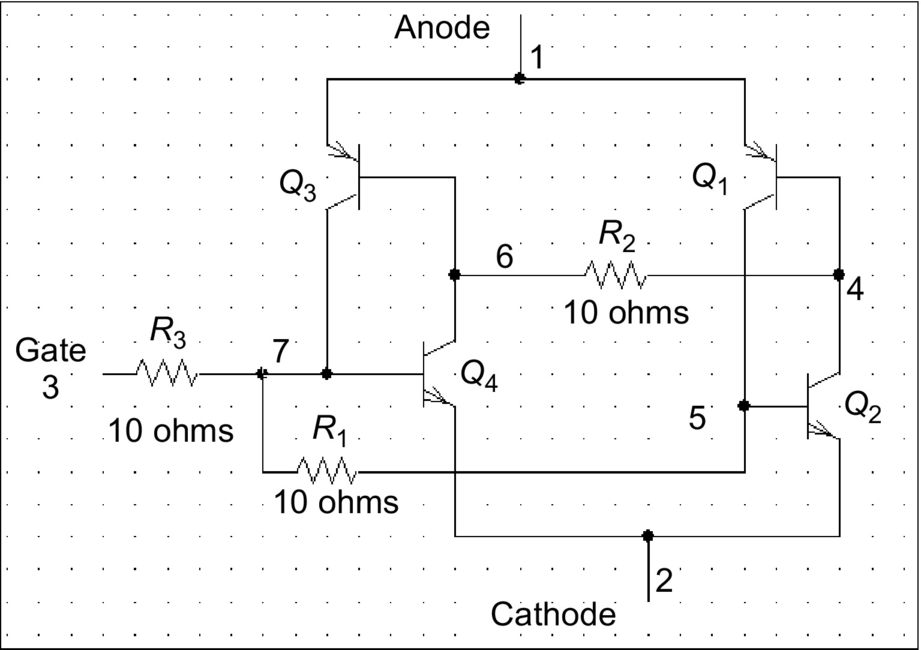 Anode
1
Q3
Q1
R2
6
10 ohms
4
R3
Gate
3
7
Q4
10 ohms
R1
5
Q2
10 ohms
2
Cathode